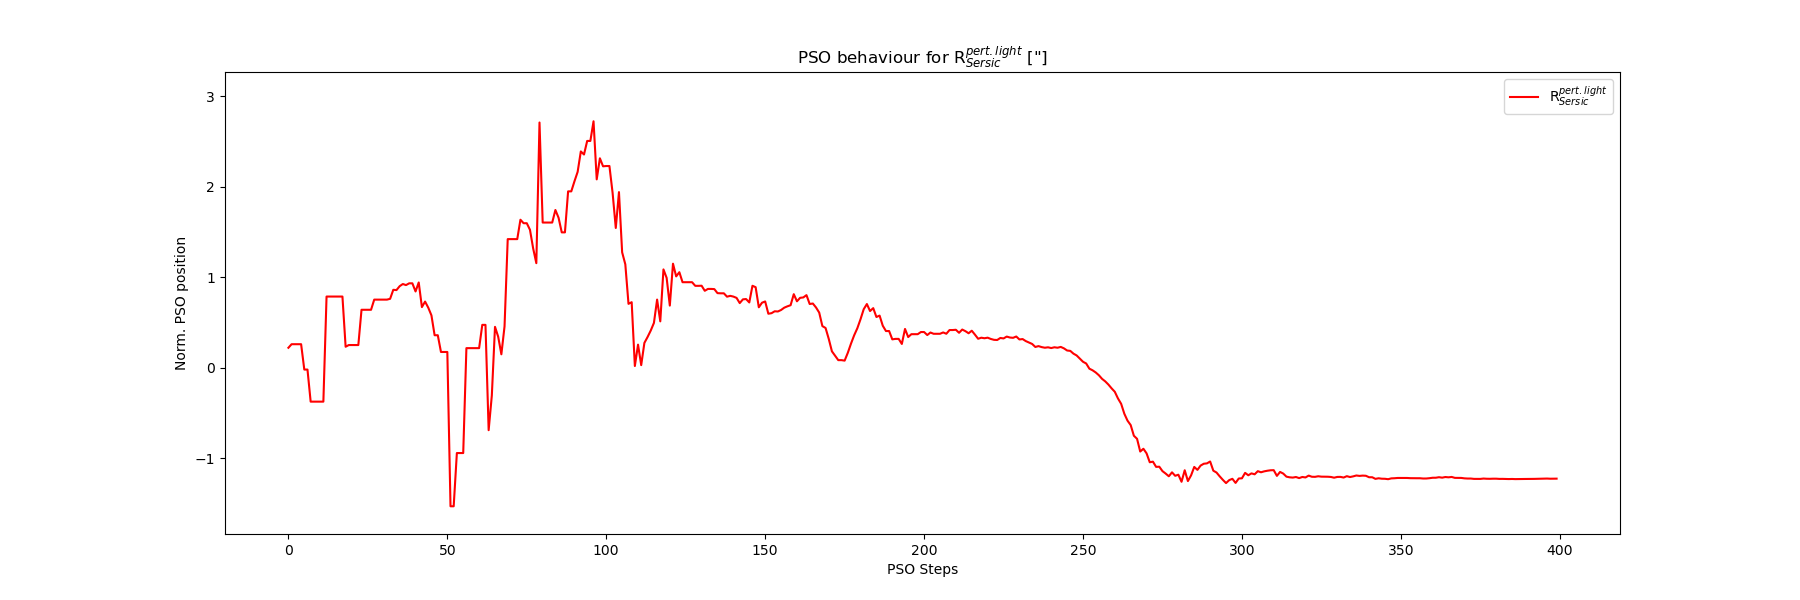 PSO behaviour for R$_{Sersic}^{pert. light}$ ["]
R$_{Sersic}^{pert. light}$
Norm. PSO position
3
2
1
0
−1
0 50 100 150 200 250 300 350 400
PSO Steps